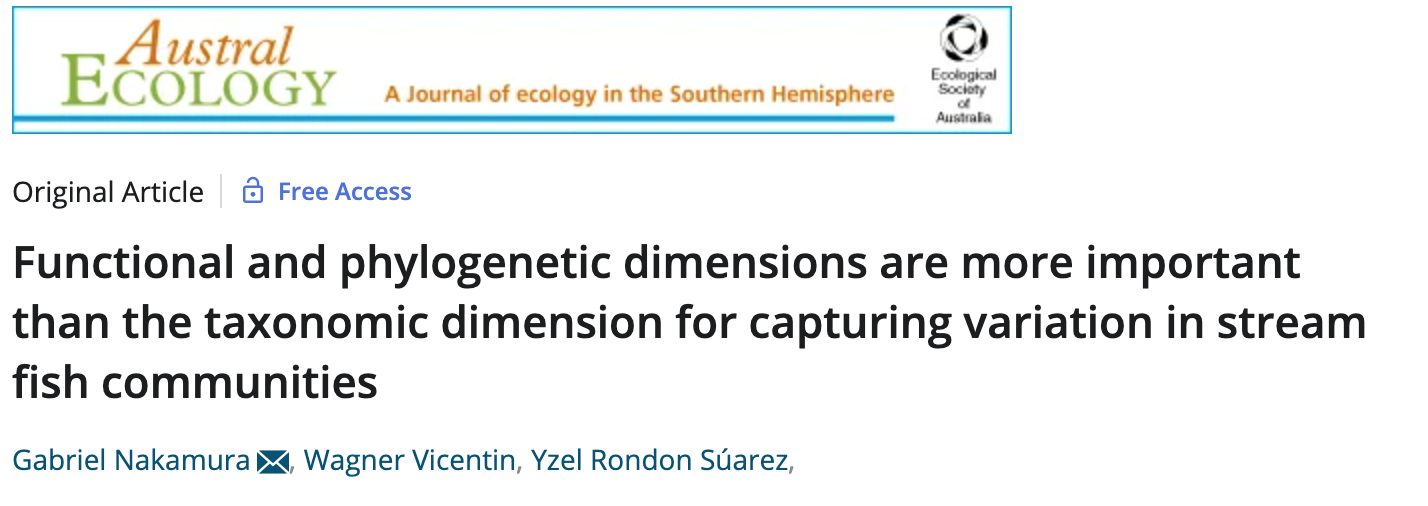 Austral
ECOLOGY
A Journal of ecology in the Southern Hemisphere
Ecological
Society
of
Australia
Original Article
Free Access
Functional and phylogenetic dimensions are more important
than the taxonomic dimension for capturing variation in stream
fish communities
Gabriel Nakamura, Wagner Vicentin, Yzel Rondon Súarez,